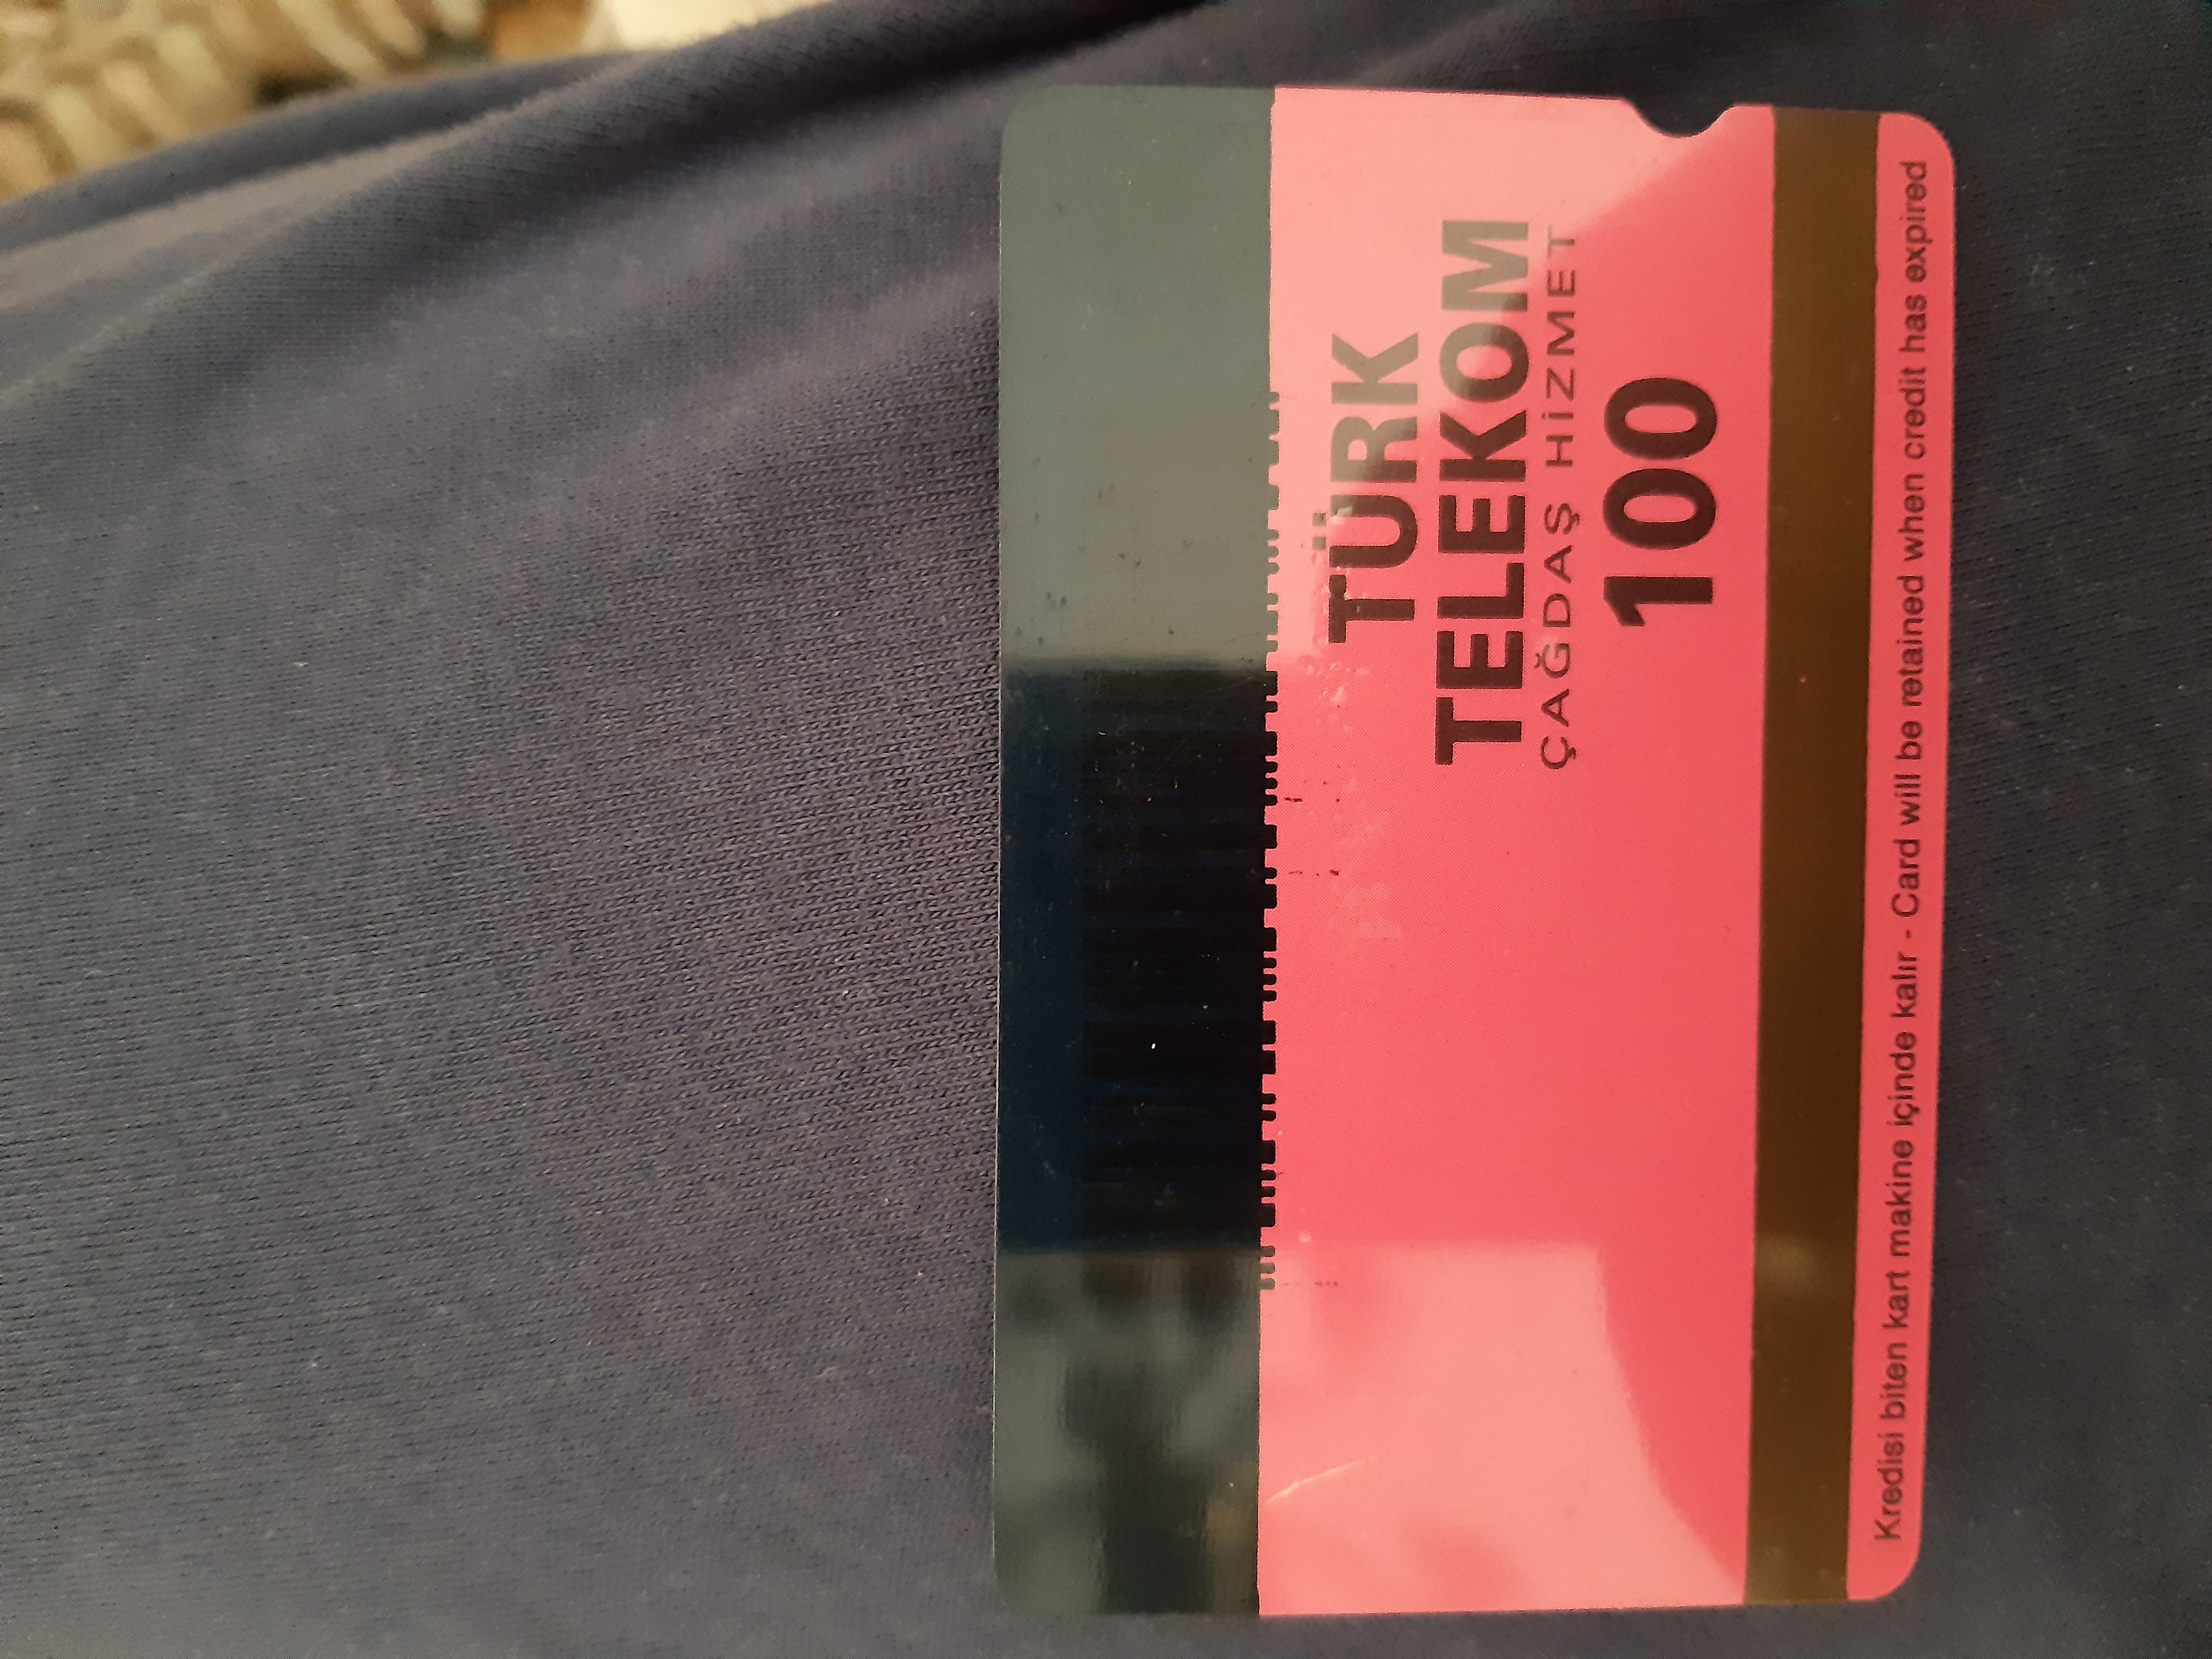 TÜRK
TELEKOM
ÇAĞDAŞ HİZMET
100
Kredisi biten kart makine içinde kalır - Card will be retained when credit has expired